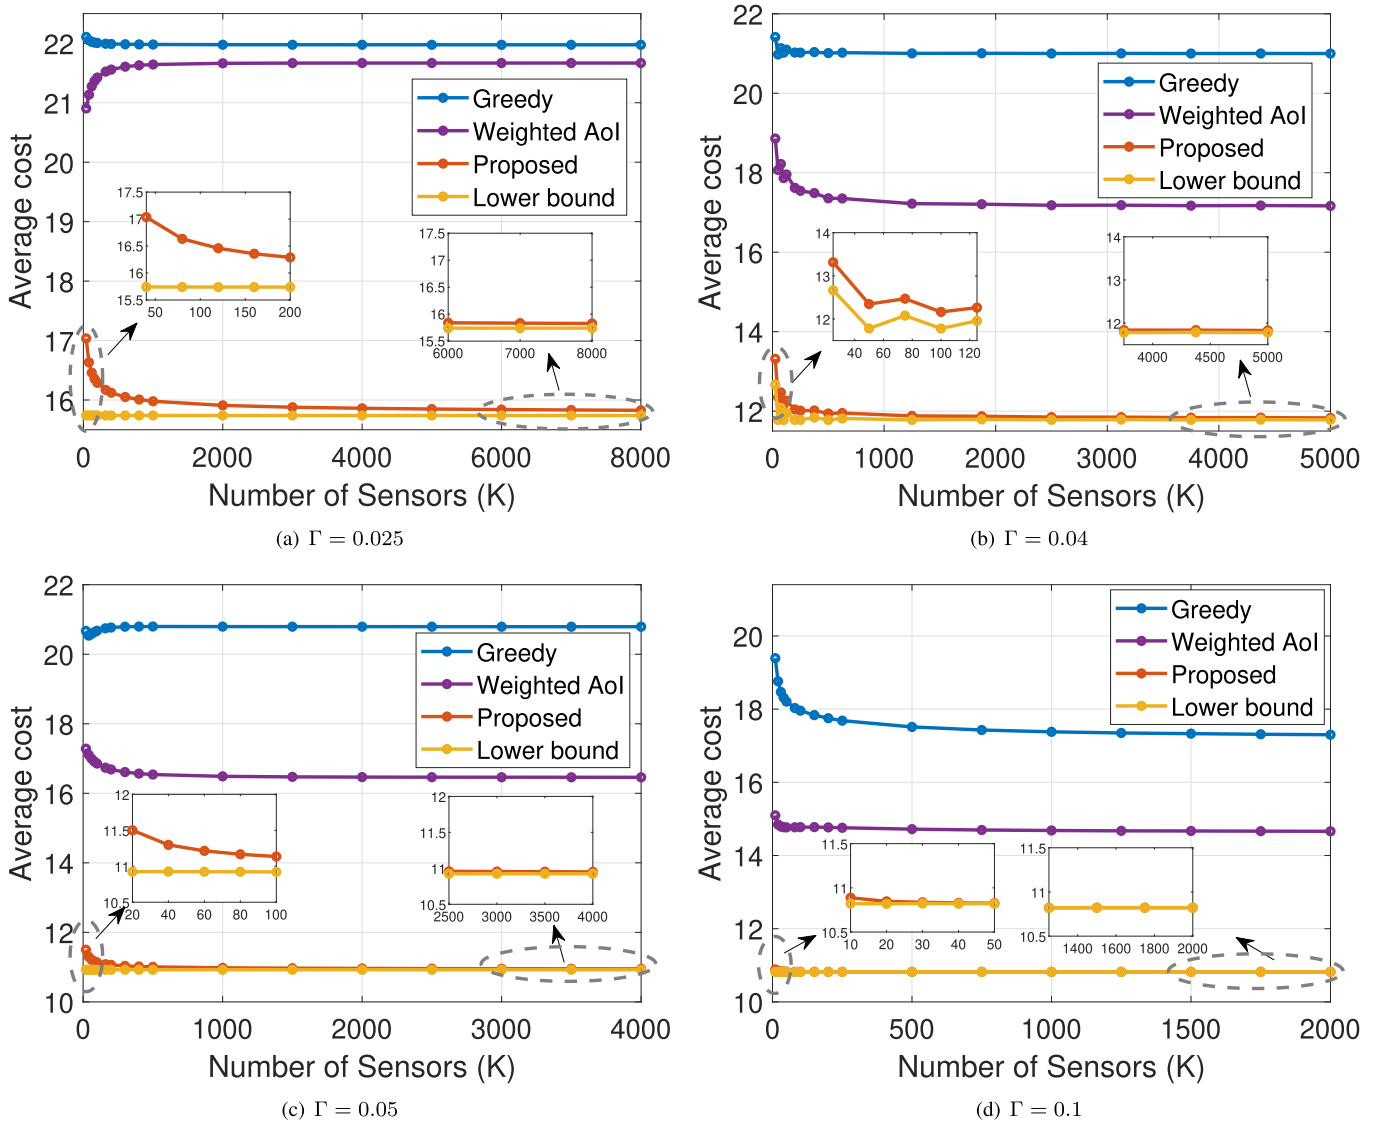 22
21
20
19
18
17
16
Average cost
Greedy
Weighted AoI
Proposed
Lower bound
17.5
17
16.5
16
15.5
50 100 150 200
17.5
17
16.5
16
15.5
6000 7000 8000
0 2000 4000 6000 8000
Number of Sensors (K)
(a) Γ = 0.025
22
20
18
16
14
12
Average cost
Greedy
Weighted AoI
Proposed
Lower bound
14
13
12
40 60 80 100 120
14
13
12
4000 4500 5000
0 1000 2000 3000 4000 5000
Number of Sensors (K)
(b) Γ = 0.04
22
20
18
16
14
12
10
Average cost
Greedy
Weighted AoI
Proposed
Lower bound
12
11.5
11
10.5
20 40 60 80 100
12
11.5
11
10.5
2500 3000 3500 4000
0 1000 2000 3000 4000
Number of Sensors (K)
(c) Γ = 0.05
20
18
16
14
12
10
Average cost
Greedy
Weighted AoI
Proposed
Lower bound
11.5
11
10.5
10 20 30 40 50
11.5
11
10.5
1400 1600 1800 2000
0 500 1000 1500 2000
Number of Sensors (K)
(d) Γ = 0.1